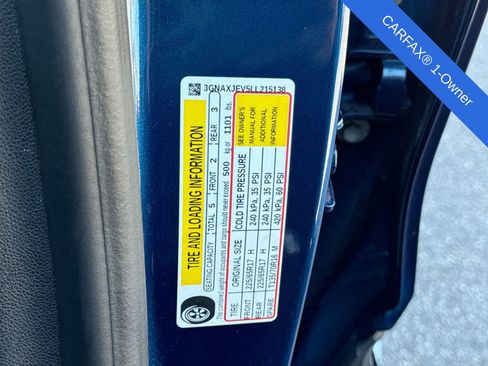 CARFAX® 1-Owner
3GNAXJEV5LL215138
TIRE AND LOADING INFORMATION
SEATING CAPACITY TOTAL 5 FRONT 2 REAR 3
The combined weight of occupants and cargo should never exceed 500 kg or 1101 lbs.
TIRE ORIGINAL SIZE COLD TIRE PRESSURE SEE OWNER'S MANUAL FOR ADDITIONAL INFORMATION
FRONT 225/65R17 H 240 kPa, 35 PSI
REAR 225/65R17 H 240 kPa, 35 PSI
SPARE T135/70R16 M 420 kPa, 60 PSI